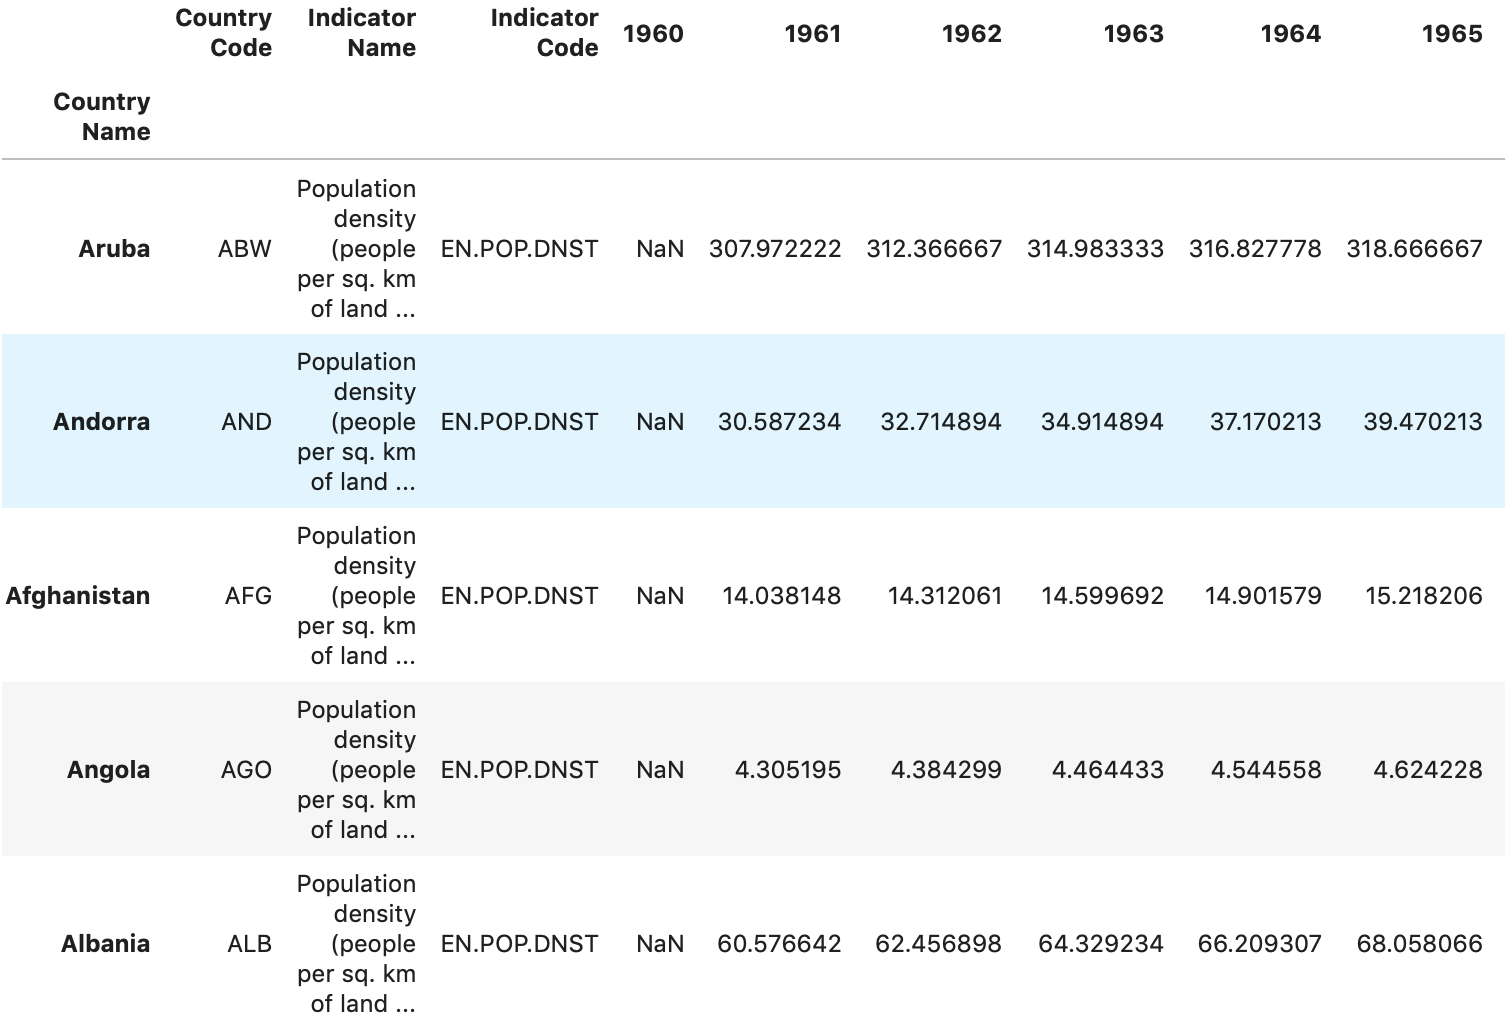 Country Indicator Indicator
Code Name Code 1960 1961 1962 1963 1964 1965
Country
Name
Population
density
Aruba ABW (people EN.POP.DNST NaN 307.972222 312.366667 314.983333 316.827778 318.666667
per sq. km
of land ...
Population
density
Andorra AND (people EN.POP.DNST NaN 30.587234 32.714894 34.914894 37.170213 39.470213
per sq. km
of land ...
Population
density
Afghanistan AFG (people EN.POP.DNST NaN 14.038148 14.312061 14.599692 14.901579 15.218206
per sq. km
of land ...
Population
density
Angola AGO (people EN.POP.DNST NaN 4.305195 4.384299 4.464433 4.544558 4.624228
per sq. km
of land ...
Population
density
Albania ALB (people EN.POP.DNST NaN 60.576642 62.456898 64.329234 66.209307 68.058066
per sq. km
of land ...